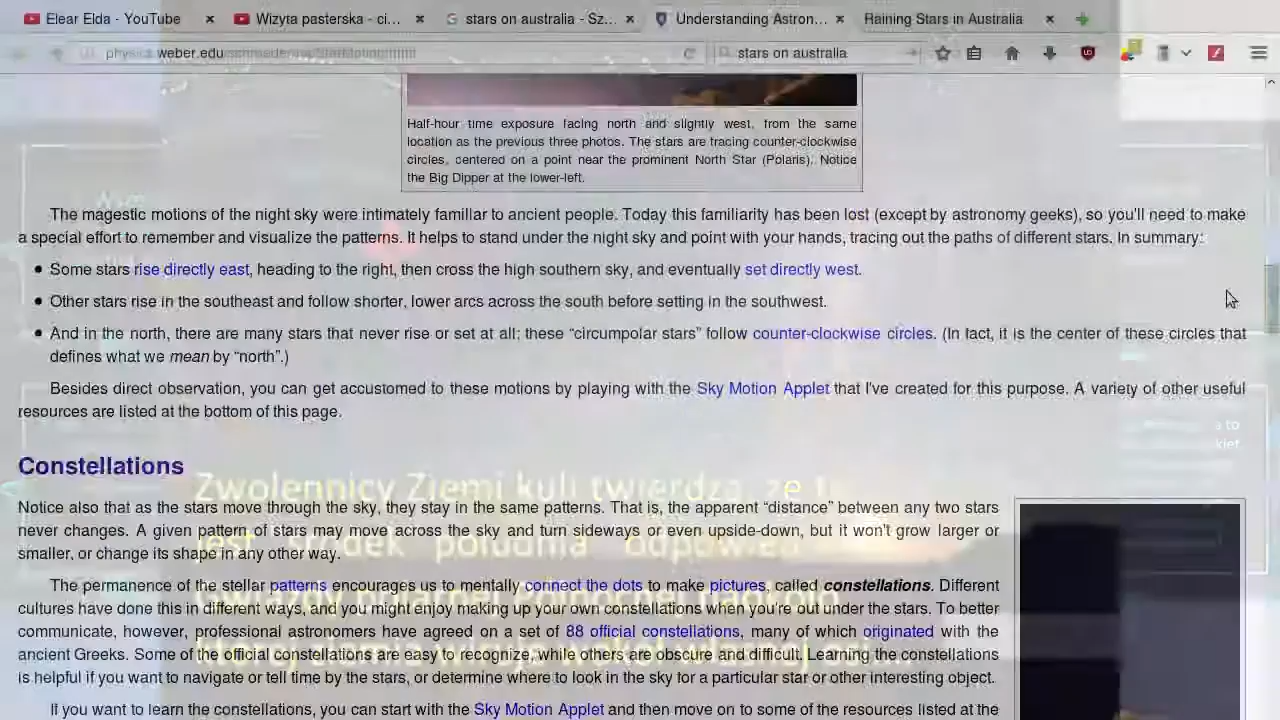 Elear Elda - YouTube
Wizyta pasterska - ci...
stars on australia - Sz...
Understanding Astron...
Raining Stars in Australia
physics.weber.edu
stars on australia
Half-hour time exposure facing north and slightly west, from the same
location as the previous three photos. The stars are tracing counter-clockwise
circles, centered on a point near the prominent North Star (Polaris). Notice
the Big Dipper at the lower-left.
The magestic motions of the night sky were intimately familiar to ancient people. Today this familiarity has been lost (except by astronomy geeks), so you'll need to make
a special effort to remember and visualize the patterns. It helps to stand under the night sky and point with your hands, tracing out the paths of different stars. In summary:
Some stars rise directly east, heading to the right, then cross the high southern sky, and eventually set directly west.
Other stars rise in the southeast and follow shorter, lower arcs across the south before setting in the southwest.
And in the north, there are many stars that never rise or set at all; these “circumpolar stars” follow counter-clockwise circles. (In fact, it is the center of these circles that
defines what we mean by “north”.)
Besides direct observation, you can get accustomed to these motions by playing with the Sky Motion Applet that I've created for this purpose. A variety of other useful
resources are listed at the bottom of this page.
Constellations
Zwolennicy Ziemi kuli twierdzą, że to
Notice also that as the stars move through the sky, they stay in the same patterns. That is, the apparent “distance” between any two stars
never changes. A given pattern of stars may move across the sky and turn sideways or even upside-down, but it won't grow larger or
smaller, or change its shape in any other way.
The permanence of the stellar patterns encourages us to mentally connect the dots to make pictures, called constellations. Different
cultures have done this in different ways, and you might enjoy making up your own constellations when you're out under the stars. To better
communicate, however, professional astronomers have agreed on a set of 88 official constellations, many of which originated with the
ancient Greeks. Some of the official constellations are easy to recognize, while others are obscure and difficult. Learning the constellations
is helpful if you want to navigate or tell time by the stars, or determine where to look in the sky for a particular star or other interesting object.
If you want to learn the constellations, you can start with the Sky Motion Applet and then move on to some of the resources listed at the